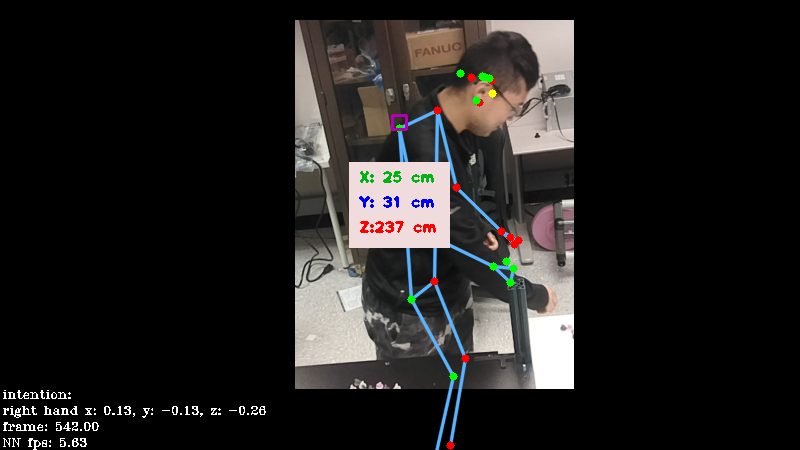 FANUC
X: 25 cm
Y: 31 cm
Z:237 cm
intention:
right hand x: 0.13, y: -0.13, z: -0.26
frame: 542.00
NN fps: 5.63